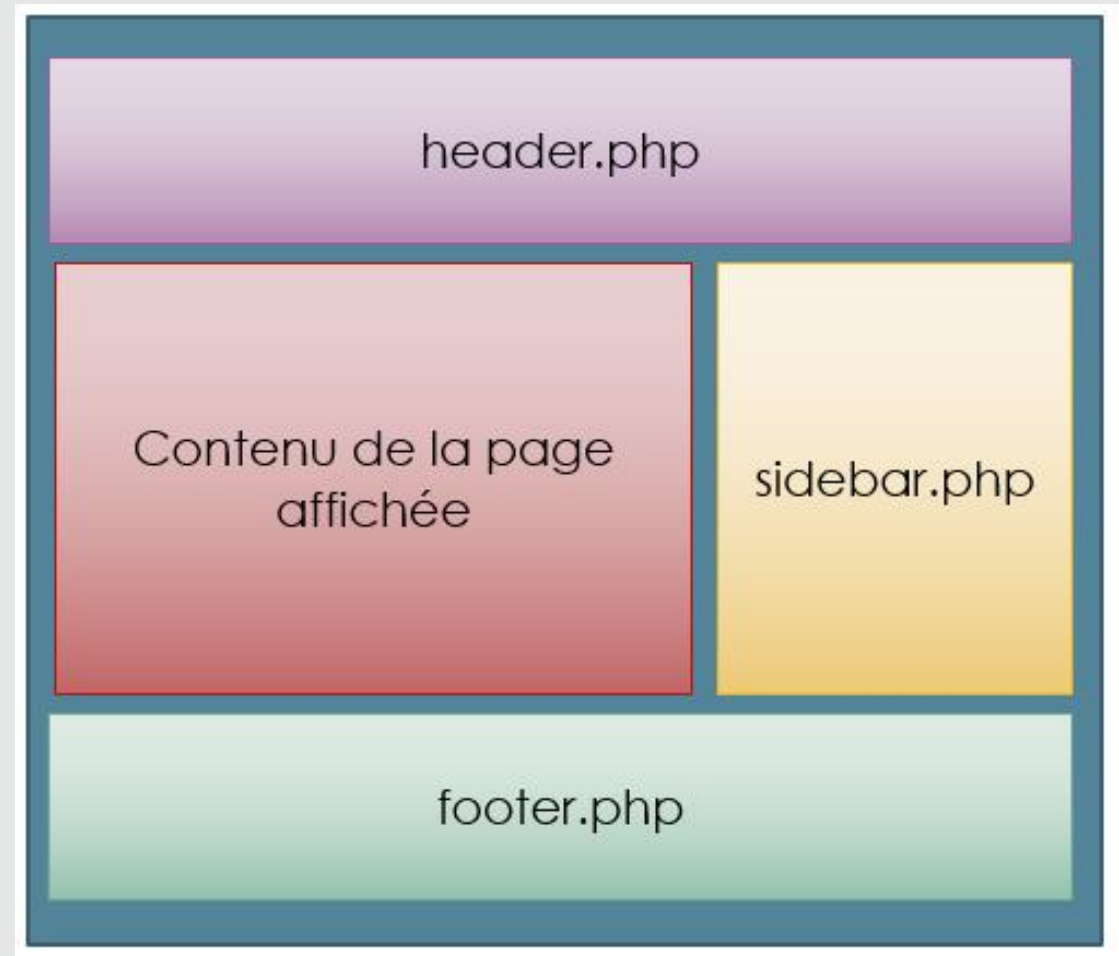 header.php
Contenu de la page
affichée
sidebar.php
footer.php